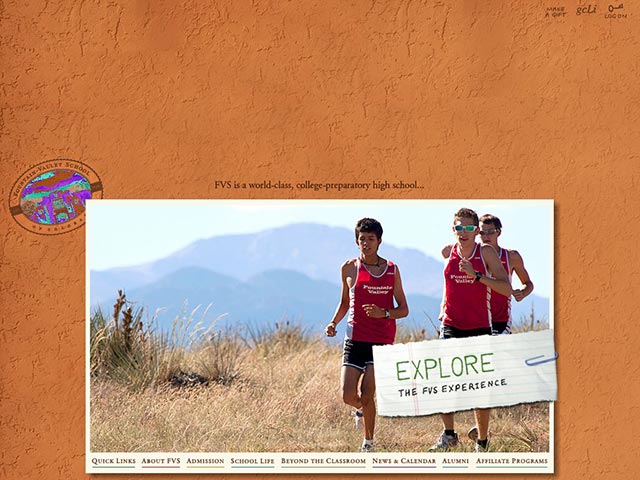 MAKE
A GIFT
gcLi
LOG ON
FOUNTAIN VALLEY SCHOOL
OF COLORADO
FVS is a world-class, college-preparatory high school...
Fountain
Valley
Fountain
Valley
EXPLORE
THE FVS EXPERIENCE
QUICK LINKS ABOUT FVS ADMISSION SCHOOL LIFE BEYOND THE CLASSROOM NEWS & CALENDAR ALUMNI AFFILIATE PROGRAMS